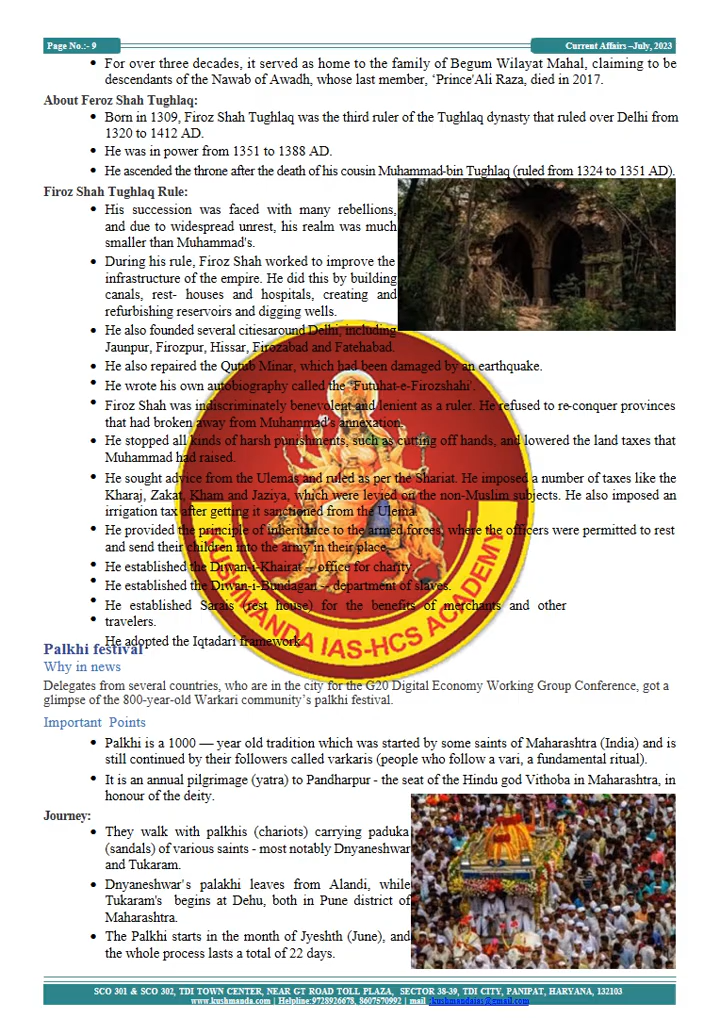 Page No.:- 9
Current Affairs –July, 2023
• For over three decades, it served as home to the family of Begum Wilayat Mahal, claiming to be
descendants of the Nawab of Awadh, whose last member, ‘Prince'Ali Raza, died in 2017.
About Feroz Shah Tughlaq:
• Born in 1309, Firoz Shah Tughlaq was the third ruler of the Tughlaq dynasty that ruled over Delhi from
1320 to 1412 AD.
• He was in power from 1351 to 1388 AD.
• He ascended the throne after the death of his cousin Muhammad-bin Tughlaq (ruled from 1324 to 1351 AD).
Firoz Shah Tughlaq Rule:
• His succession was faced with many rebellions,
and due to widespread unrest, his realm was much
smaller than Muhammad's.
• During his rule, Firoz Shah worked to improve the
infrastructure of the empire. He did this by building
canals, rest- houses and hospitals, creating and
refurbishing reservoirs and digging wells.
• He also founded several citiesaround Delhi, including
Jaunpur, Firozpur, Hissar, Firozabad and Fatehabad.
• He also repaired the Qutub Minar, which had been damaged by an earthquake.
• He wrote his own autobiography called the ‘Futuhat-e-Firozshahi’.
• Firoz Shah was indiscriminately benevolent and lenient as a ruler. He refused to re-conquer provinces
that had broken away from Muhammad's annexation.
• He stopped all kinds of harsh punishments, such as cutting off hands, and lowered the land taxes that
Muhammad had raised.
• He sought advice from the Ulemas and ruled as per the Shariat. He imposed a number of taxes like the
Kharaj, Zakat, Kham and Jaziya, which were levied on the non-Muslim subjects. He also imposed an
irrigation tax after getting it sanctioned from the Ulema
• He provided the principle of inheritance to the armed forces, where the officers were permitted to rest
and send their children into the army in their place.
• He established the Diwan-i-Khairat -- office for charity.
• He established the Diwan-i-Bundagan -- department of slaves.
• He established Sarais (rest house) for the benefits of merchants and other
• travelers.
He adopted the Iqtadari framework
KUSHMANDA IAS-HCS ACADEMY
Palkhi festival
Why in news
Delegates from several countries, who are in the city for the G20 Digital Economy Working Group Conference, got a
glimpse of the 800-year-old Warkari community’s palkhi festival.
Important Points
• Palkhi is a 1000 — year old tradition which was started by some saints of Maharashtra (India) and is
still continued by their followers called varkaris (people who follow a vari, a fundamental ritual).
• It is an annual pilgrimage (yatra) to Pandharpur - the seat of the Hindu god Vithoba in Maharashtra, in
honour of the deity.
Journey:
• They walk with palkhis (chariots) carrying paduka
(sandals) of various saints - most notably Dnyaneshwar
and Tukaram.
• Dnyaneshwar’s palakhi leaves from Alandi, while
Tukaram's begins at Dehu, both in Pune district of
Maharashtra.
• The Palkhi starts in the month of Jyeshth (June), and
the whole process lasts a total of 22 days.
SCO 301 & SCO 302, TDI TOWN CENTER, NEAR GT ROAD TOLL PLAZA, SECTOR 38-39, TDI CITY, PANIPAT, HARYANA, 132103
www.kushmanda.com | Helpline:9728926678, 8607570992 | mail :kushmandaias@gmail.com